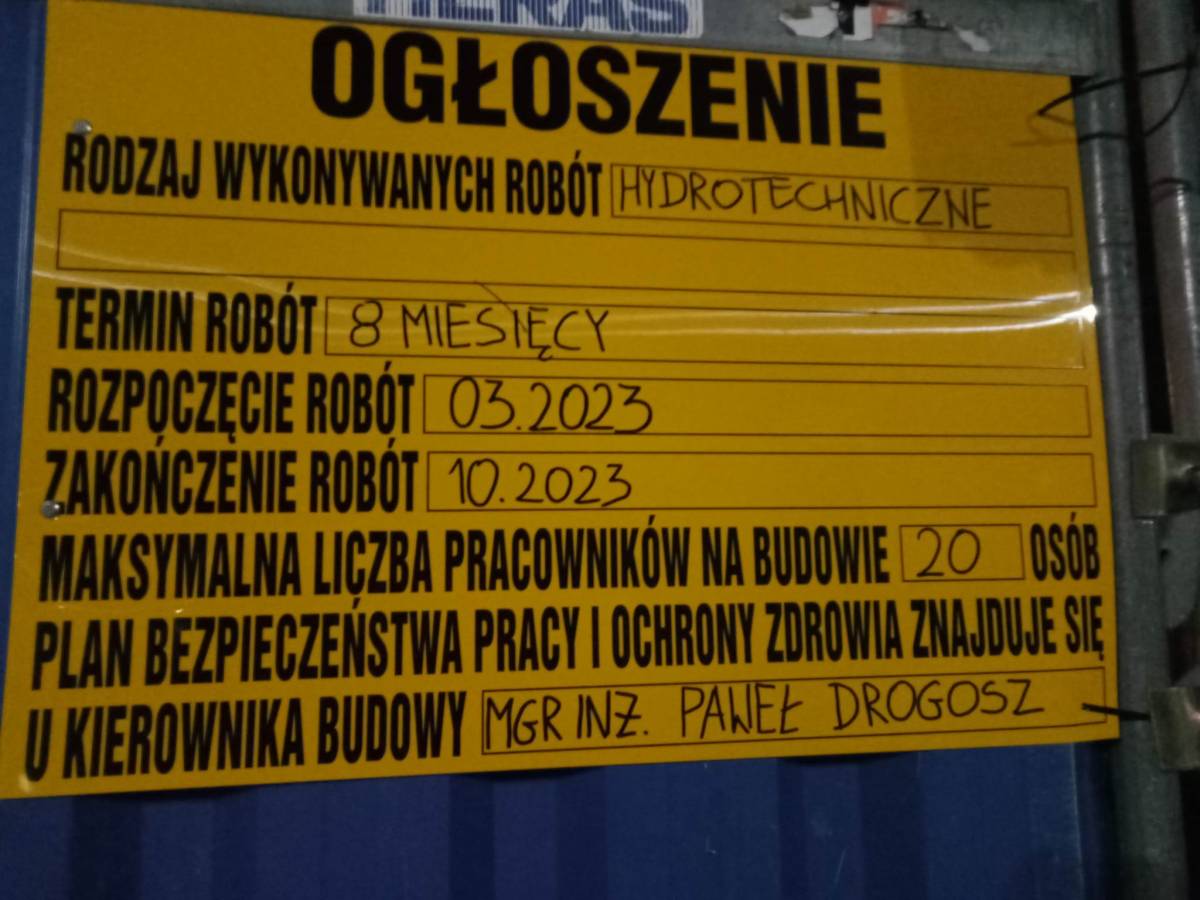 OGŁOSZENIE
RODZAJ WYKONYWANYCH ROBÓT HYDROTECHNICZNE
TERMIN ROBÓT 8 MIESIĘCY
ROZPOCZĘCIE ROBÓT 03.2023
ZAKOŃCZENIE ROBÓT 10.2023
MAKSYMALNA LICZBA PRACOWNIKÓW NA BUDOWIE 20 OSÓB
PLAN BEZPIECZEŃSTWA PRACY I OCHRONY ZDROWIA ZNAJDUJE SIĘ
U KIEROWNIKA BUDOWY MGR INŻ. PAWEŁ DROGOSZ